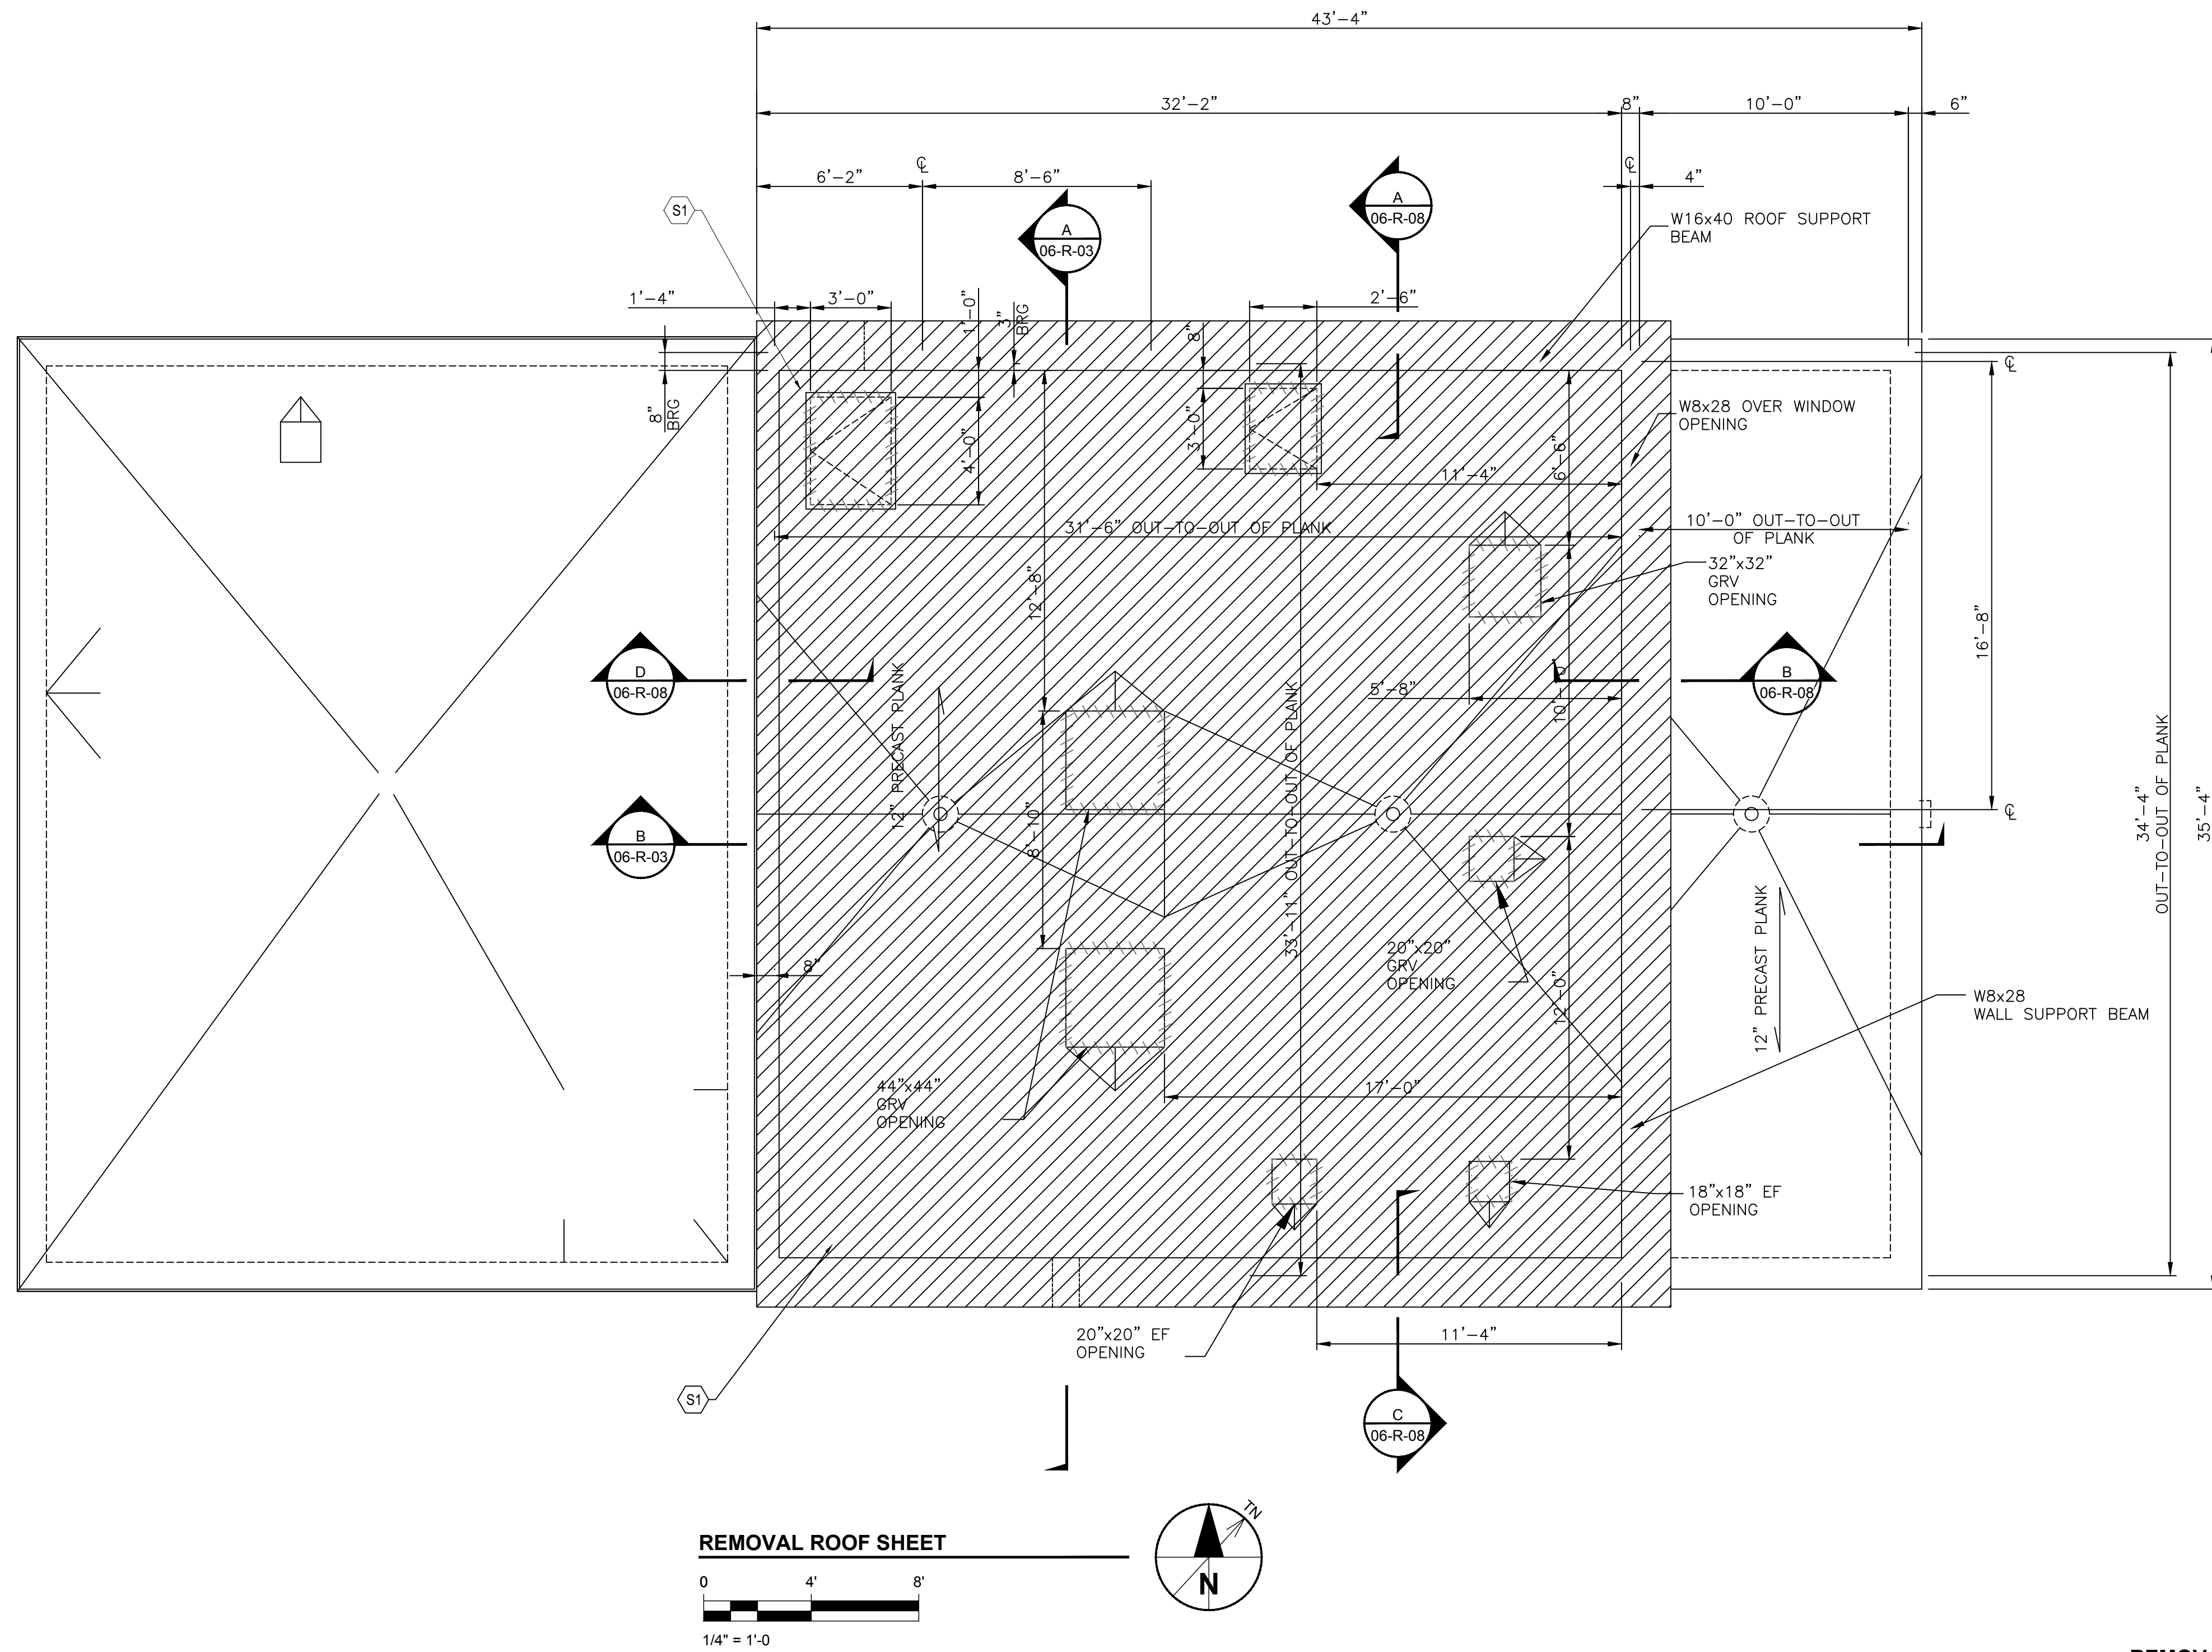 43'-4"
32'-2"
8"
10'-0"
6"
6'-2"
℄
8'-6"
℄
4"
S1
A
06-R-03
A
06-R-08
W16x40 ROOF SUPPORT
BEAM
1'-4"
3'-0"
1'-0"
3"
BRG
8"
2'-6"
℄
8"
BRG
4'-0"
3'-0"
6'-6"
W8x28 OVER WINDOW
OPENING
11'-4"
31'-6" OUT-TO-OUT OF PLANK
10'-0" OUT-TO-OUT
OF PLANK
12'-8"
32"x32"
GRV
OPENING
16'-8"
D
06-R-08
12" PRECAST PLANK
5'-8"
10'-0"
B
06-R-08
33'-11" OUT-TO-OUT OF PLANK
34'-4"
OUT-TO-OUT OF PLANK
35'-4"
B
06-R-03
8'-10"
℄
20"x20"
GRV
OPENING
12" PRECAST PLANK
8"
12'-0"
W8x28
WALL SUPPORT BEAM
44"x44"
GRV
OPENING
17'-0"
18"x18" EF
OPENING
20"x20" EF
OPENING
11'-4"
S1
C
06-R-08
REMOVAL ROOF SHEET
TN
N
0 4' 8'
1/4" = 1'-0